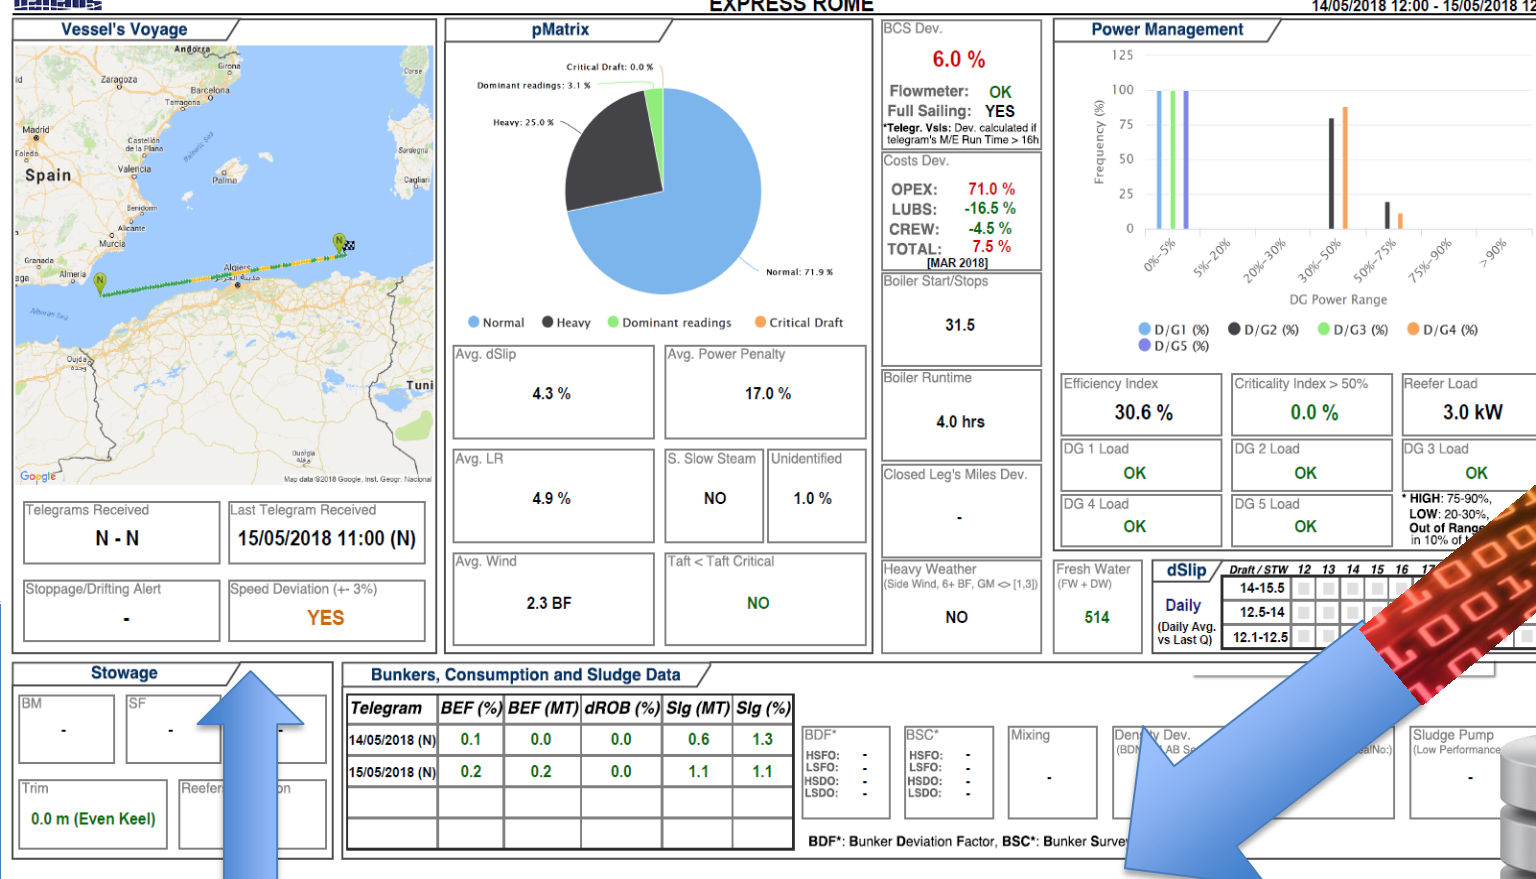 EXPRESS ROME
14/05/2018 12:00 - 15/05/2018 12
Vessel's Voyage
Andorra
Girona
Zaragoza
Barcelona
Tarragona
Madrid
Toledo
Castellón
de la Plana
Balearic Sea
Valencia
Spain
Palma
Benidorm
Alicante
Murcia
Granada
Almeria
Algiers
Alboran Sea
Oujda
Corse
Sardegna
Cagliari
Tuni
Google
Map data ©2018 Google, Inst. Geogr. Nacional
Telegrams Received
N - N
Last Telegram Received
15/05/2018 11:00 (N)
Stoppage/Drifting Alert
-
Speed Deviation (+- 3%)
YES
pMatrix
Critical Draft: 0.0 %
Dominant readings: 3.1 %
Heavy: 25.0 %
Normal: 71.9 %
Normal
Heavy
Dominant readings
Critical Draft
Avg. dSlip
4.3 %
Avg. Power Penalty
17.0 %
Avg. LR
4.9 %
S. Slow Steam
NO
Unidentified
1.0 %
Avg. Wind
2.3 BF
Taft < Taft Critical
NO
BCS Dev.
6.0 %
Flowmeter: OK
Full Sailing: YES
*Telegr. Vsls: Dev. calculated if
telegram's M/E Run Time > 16h
Costs Dev.
OPEX: 71.0 %
LUBS: -16.5 %
CREW: -4.5 %
TOTAL: 7.5 %
[MAR 2018]
Boiler Start/Stops
31.5
Boiler Runtime
4.0 hrs
Closed Leg's Miles Dev.
-
Heavy Weather
(Side Wind, 6+ BF, GM <> [1,3])
NO
Power Management
Frequency (%)
125
100
75
50
25
0
0%-5%
5%-20%
20%-30%
30%-50%
50%-75%
75%-90%
> 90%
DG Power Range
D/G1 (%)
D/G2 (%)
D/G3 (%)
D/G4 (%)
D/G5 (%)
Efficiency Index
30.6 %
Criticality Index > 50%
0.0 %
Reefer Load
3.0 kW
DG 1 Load
OK
DG 2 Load
OK
DG 3 Load
OK
DG 4 Load
OK
DG 5 Load
OK
* HIGH: 75-90%,
LOW: 20-30%,
Out of Range
in 10% of t
Fresh Water
(FW + DW)
514
dSlip
Daily
(Daily Avg.
vs Last Q)
Draft / STW 12 13 14 15 16 17
14-15.5
12.5-14
12.1-12.5
Stowage
BM
-
SF
-
-
Trim
0.0 m (Even Keel)
Reefers on
Bunkers, Consumption and Sludge Data
Telegram BEF (%) BEF (MT) dROB (%) Slg (MT) Slg (%)
14/05/2018 (N) 0.1 0.0 0.0 0.6 1.3
15/05/2018 (N) 0.2 0.2 0.0 1.1 1.1
BDF*
HSFO: -
LSFO: -
HSDO: -
LSDO: -
BSC*
HSFO: -
LSFO: -
HSDO: -
LSDO: -
Mixing
-
Dev.
Sludge Pump
(Low Performance
-
BDF*: Bunker Deviation Factor, BSC*: Bunker Surve